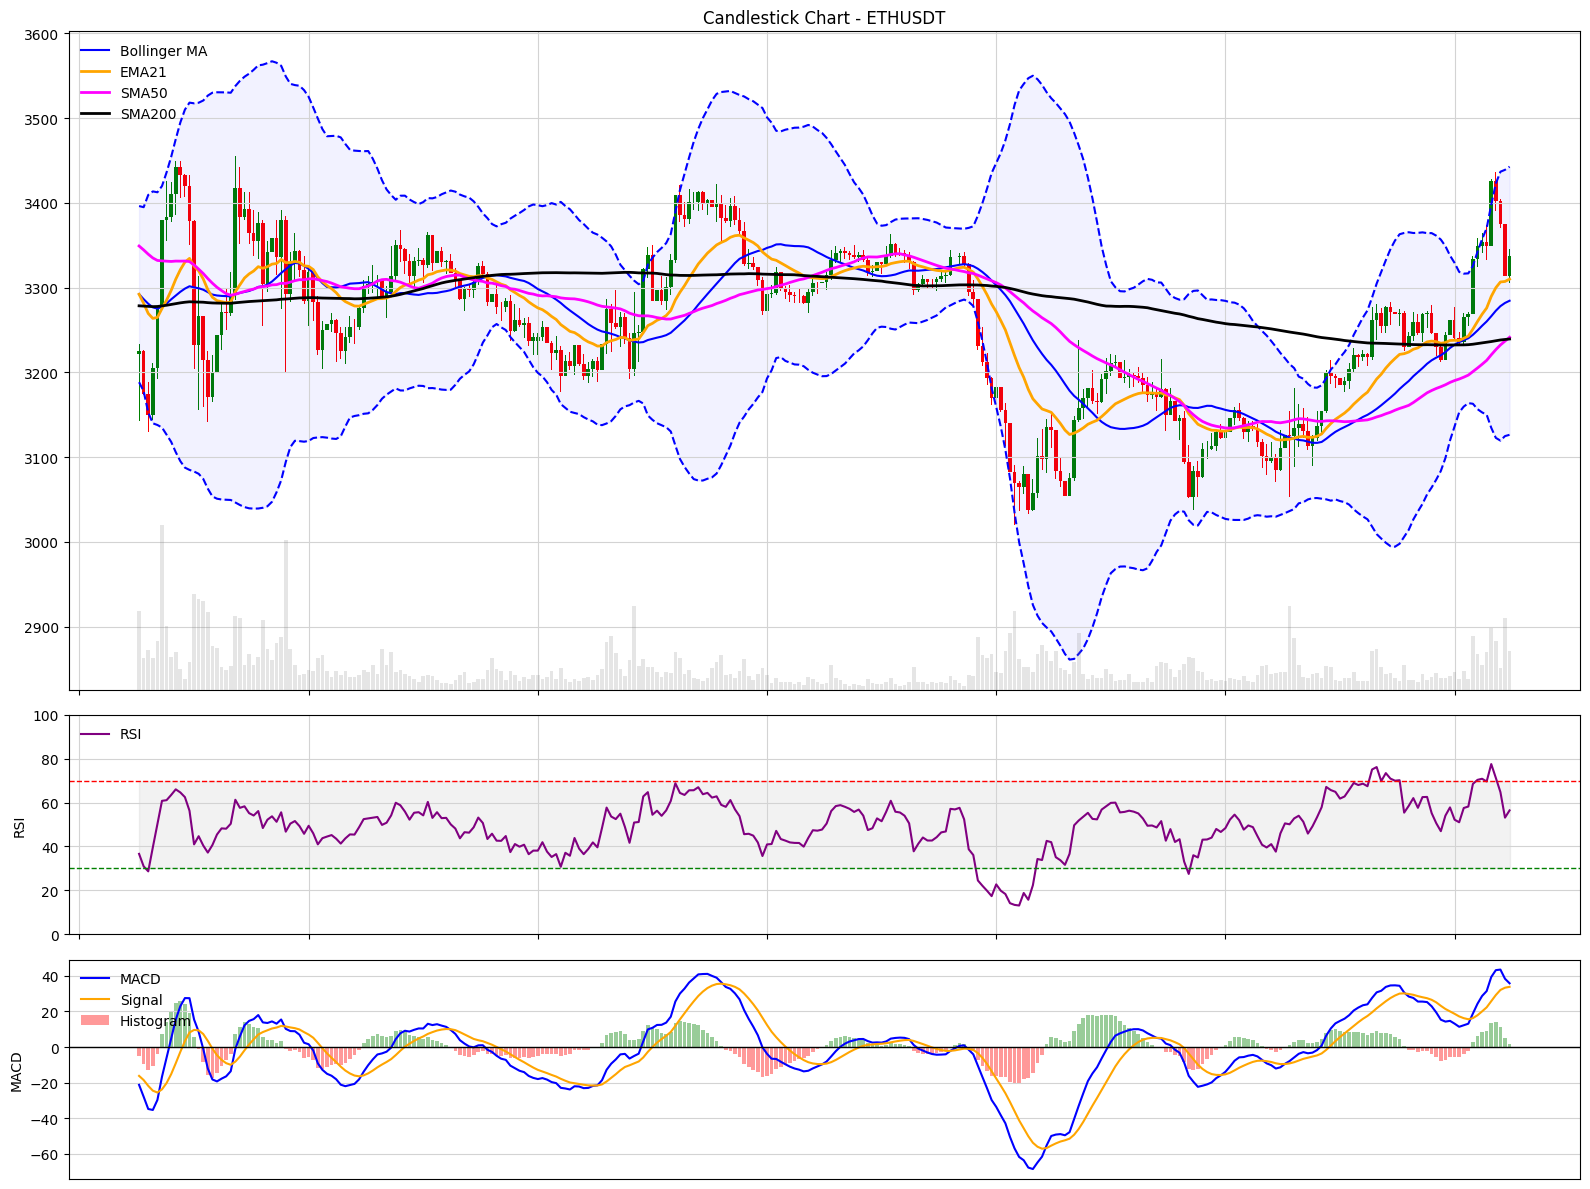 Candlestick Chart - ETHUSDT
3600
3500
3400
3300
3200
3100
3000
2900
Bollinger MA
EMA21
SMA50
SMA200
100
80
60
40
20
0
RSI
RSI
40
20
0
−20
−40
−60
MACD
MACD
Signal
Histogram